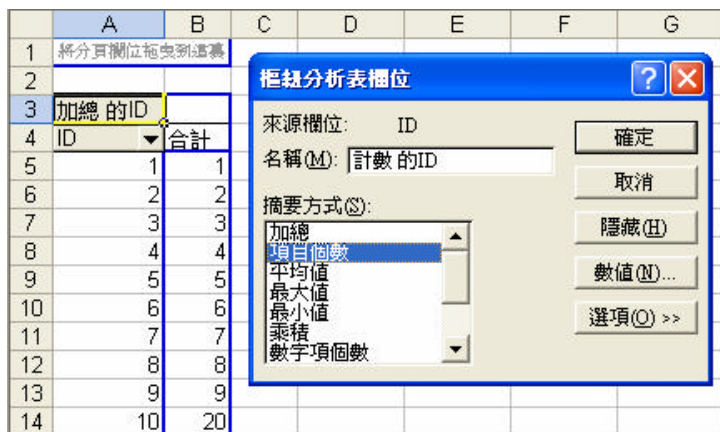 A B C D E F G
1 將分頁欄位拖曳到這裏
2
3 加總 的ID
4 ID 合計
5 1 1
6 2 2
7 3 3
8 4 4
9 5 5
10 6 6
11 7 7
12 8 8
13 9 9
14 10 20
樞紐分析表欄位
來源欄位: ID
名稱(M): 計數 的ID
摘要方式(S):
加總
項目個數
平均值
最大值
最小值
乘積
數字項個數
確定
取消
隱藏(H)
數值(N)...
選項(O) >>